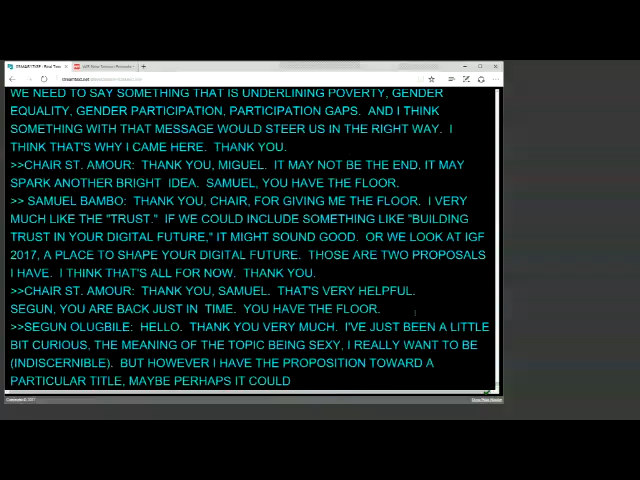 WE NEED TO SAY SOMETHING THAT IS UNDERLINING POVERTY, GENDER
EQUALITY, GENDER PARTICIPATION, PARTICIPATION GAPS.  AND I THINK
SOMETHING WITH THAT MESSAGE WOULD STEER US IN THE RIGHT WAY.  I
THINK THAT'S WHY I CAME HERE.  THANK YOU.
>>CHAIR ST. AMOUR:  THANK YOU, MIGUEL.  IT MAY NOT BE THE END, IT MAY
SPARK ANOTHER BRIGHT  IDEA.  SAMUEL, YOU HAVE THE FLOOR.
>> SAMUEL BAMBO:  THANK YOU, CHAIR, FOR GIVING ME THE FLOOR.  I VERY
MUCH LIKE THE "TRUST."  IF WE COULD INCLUDE SOMETHING LIKE "BUILDING
TRUST IN YOUR DIGITAL FUTURE," IT MIGHT SOUND GOOD.  OR WE LOOK AT IGF
2017, A PLACE TO SHAPE YOUR DIGITAL FUTURE.  THOSE ARE TWO PROPOSALS
I HAVE.  I THINK THAT'S ALL FOR NOW.  THANK YOU.
>>CHAIR ST. AMOUR:  THANK YOU, SAMUEL.  THAT'S VERY HELPFUL.
SEGUN, YOU ARE BACK JUST IN  TIME.  YOU HAVE THE FLOOR.
>>SEGUN OLUGBILE:  HELLO.  THANK YOU VERY MUCH.  I'VE JUST BEEN A LITTLE
BIT CURIOUS, THE MEANING OF THE TOPIC BEING SEXY, I REALLY WANT TO BE
(INDISCERNIBLE).  BUT HOWEVER I HAVE THE PROPOSITION TOWARD A
PARTICULAR TITLE, MAYBE PERHAPS IT COULD